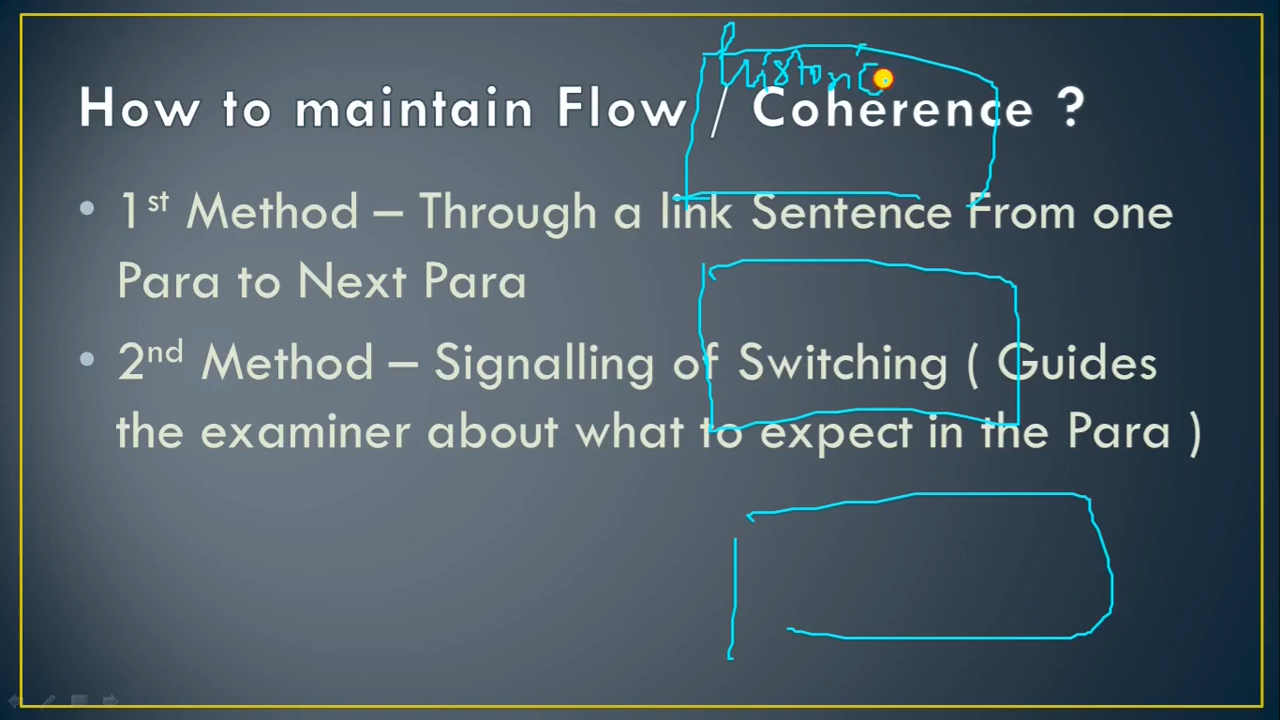 How to maintain Flow / Coherence ?
• 1st Method – Through a link Sentence From one
Para to Next Para
• 2nd Method – Signalling of Switching ( Guides
the examiner about what to expect in the Para )